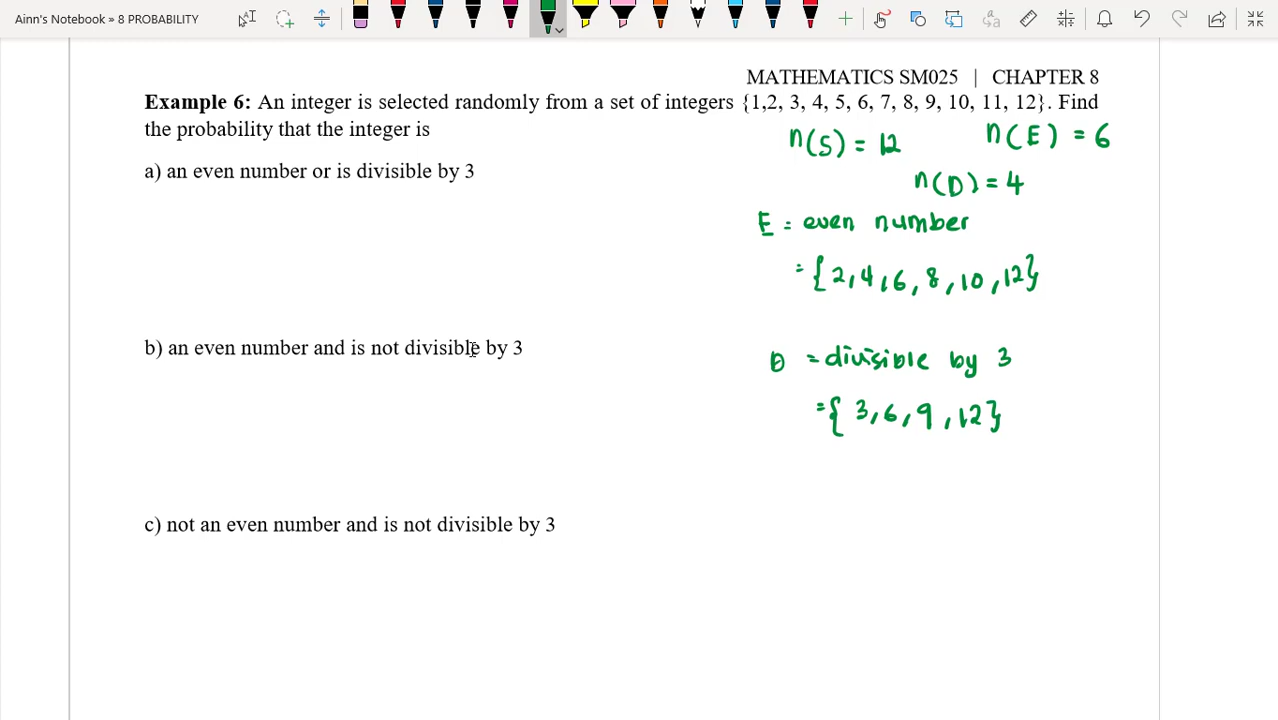 Ainn's Notebook » 8 PROBABILITY
MATHEMATICS SM025 | CHAPTER 8
Example 6: An integer is selected randomly from a set of integers {1,2, 3, 4, 5, 6, 7, 8, 9, 10, 11, 12}. Find
the probability that the integer is
n(S) = 12
n(E) = 6
a) an even number or is divisible by 3
n(D) = 4
E = even number
= {2,4,6,8,10,12}
b) an even number and is not divisible by 3
D = divisible by 3
= { 3,6,9,12}
c) not an even number and is not divisible by 3